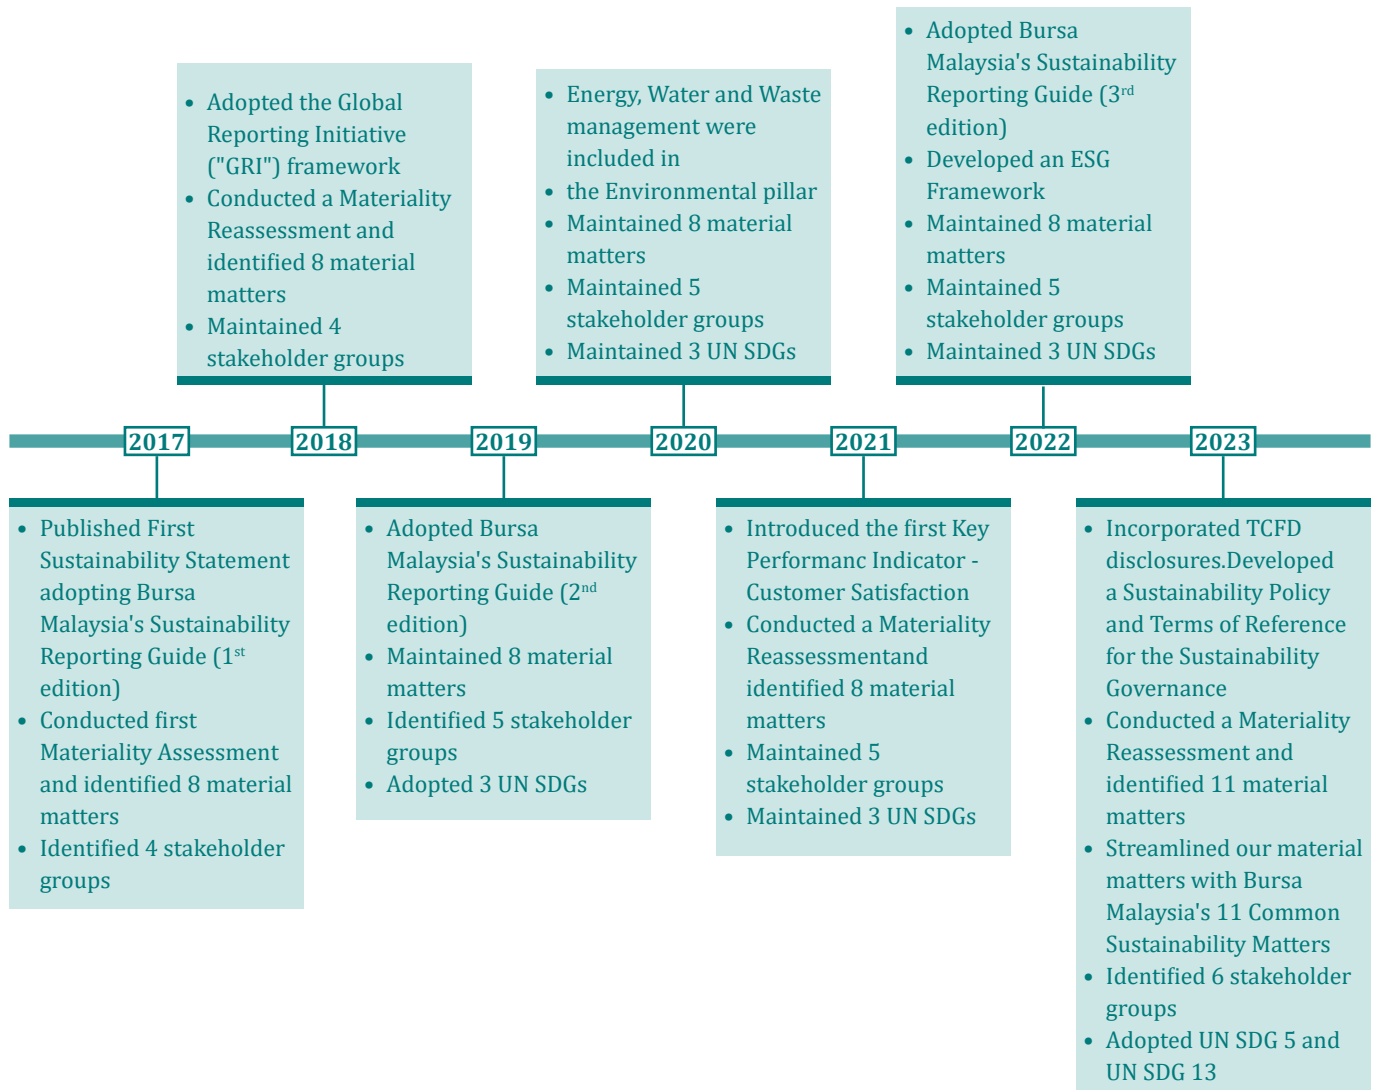 • Adopted the Global
Reporting Initiative
("GRI") framework
• Conducted a Materiality
Reassessment and
identified 8 material
matters
• Maintained 4
stakeholder groups
• Energy, Water and Waste
management were
included in
• the Environmental pillar
• Maintained 8 material
matters
• Maintained 5
stakeholder groups
• Maintained 3 UN SDGs
• Adopted Bursa
Malaysia's Sustainability
Reporting Guide (3rd
edition)
• Developed an ESG
Framework
• Maintained 8 material
matters
• Maintained 5
stakeholder groups
• Maintained 3 UN SDGs
2017 2018 2019 2020 2021 2022 2023
• Published First
Sustainability Statement
adopting Bursa
Malaysia's Sustainability
Reporting Guide (1st
edition)
• Conducted first
Materiality Assessment
and identified 8 material
matters
• Identified 4 stakeholder
groups
• Adopted Bursa
Malaysia's Sustainability
Reporting Guide (2nd
edition)
• Maintained 8 material
matters
• Identified 5 stakeholder
groups
• Adopted 3 UN SDGs
• Introduced the first Key
Performanc Indicator -
Customer Satisfaction
• Conducted a Materiality
Reassessmentand
identified 8 material
matters
• Maintained 5
stakeholder groups
• Maintained 3 UN SDGs
• Incorporated TCFD
disclosures.Developed
a Sustainability Policy
and Terms of Reference
for the Sustainability
Governance
• Conducted a Materiality
Reassessment and
identified 11 material
matters
• Streamlined our material
matters with Bursa
Malaysia's 11 Common
Sustainability Matters
• Identified 6 stakeholder
groups
• Adopted UN SDG 5 and
UN SDG 13